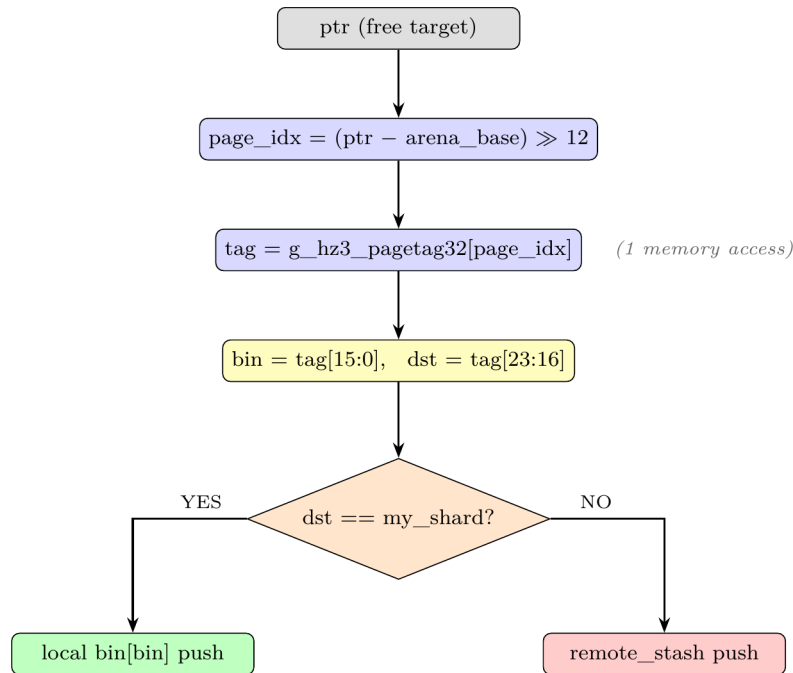 ptr (free target)
page_idx = (ptr − arena_base) ≫ 12
tag = g_hz3_pagetag32[page_idx]
(1 memory access)
bin = tag[15:0], dst = tag[23:16]
dst == my_shard?
YES
NO
local bin[bin] push
remote_stash push